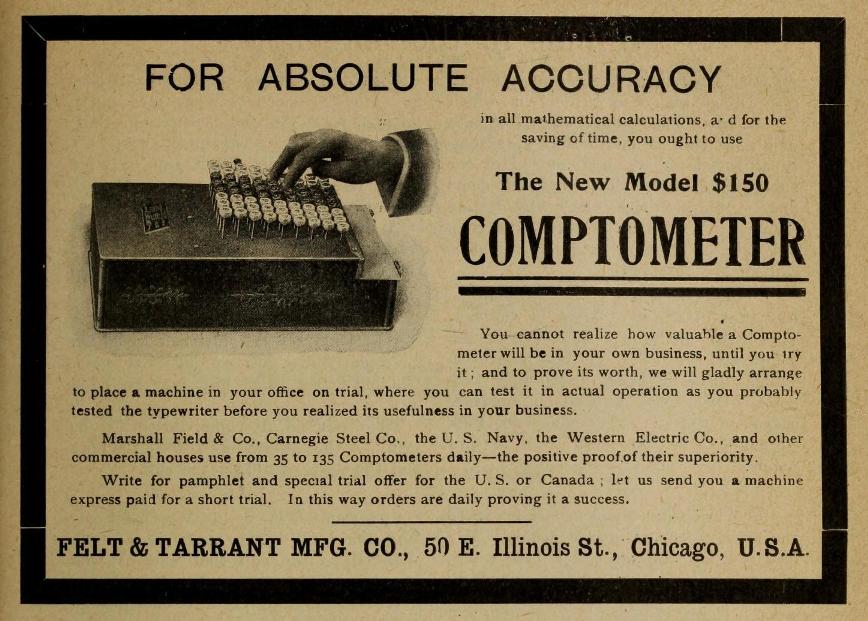 FOR ABSOLUTE ACCURACY
in all mathematical calculations, a d for the
saving of time, you ought to use
The New Model $150
COMPTOMETER
You cannot realize how valuable a Compto-
meter will be in your own business, until you try
it ; and to prove its worth, we will gladly arrange
to place a machine in your office on trial, where you can test it in actual operation as you probably
tested the typewriter before you realized its usefulness in your business.
Marshall Field & Co., Carnegie Steel Co., the U. S. Navy, the Western Electric Co., and other
commercial houses use from 35 to 135 Comptometers daily—the positive proof of their superiority.
Write for pamphlet and special trial offer for the U. S. or Canada ; let us send you a machine
express paid for a short trial. In this way orders are daily proving it a success.
FELT & TARRANT MFG. CO., 50 E. Illinois St., Chicago, U.S.A.